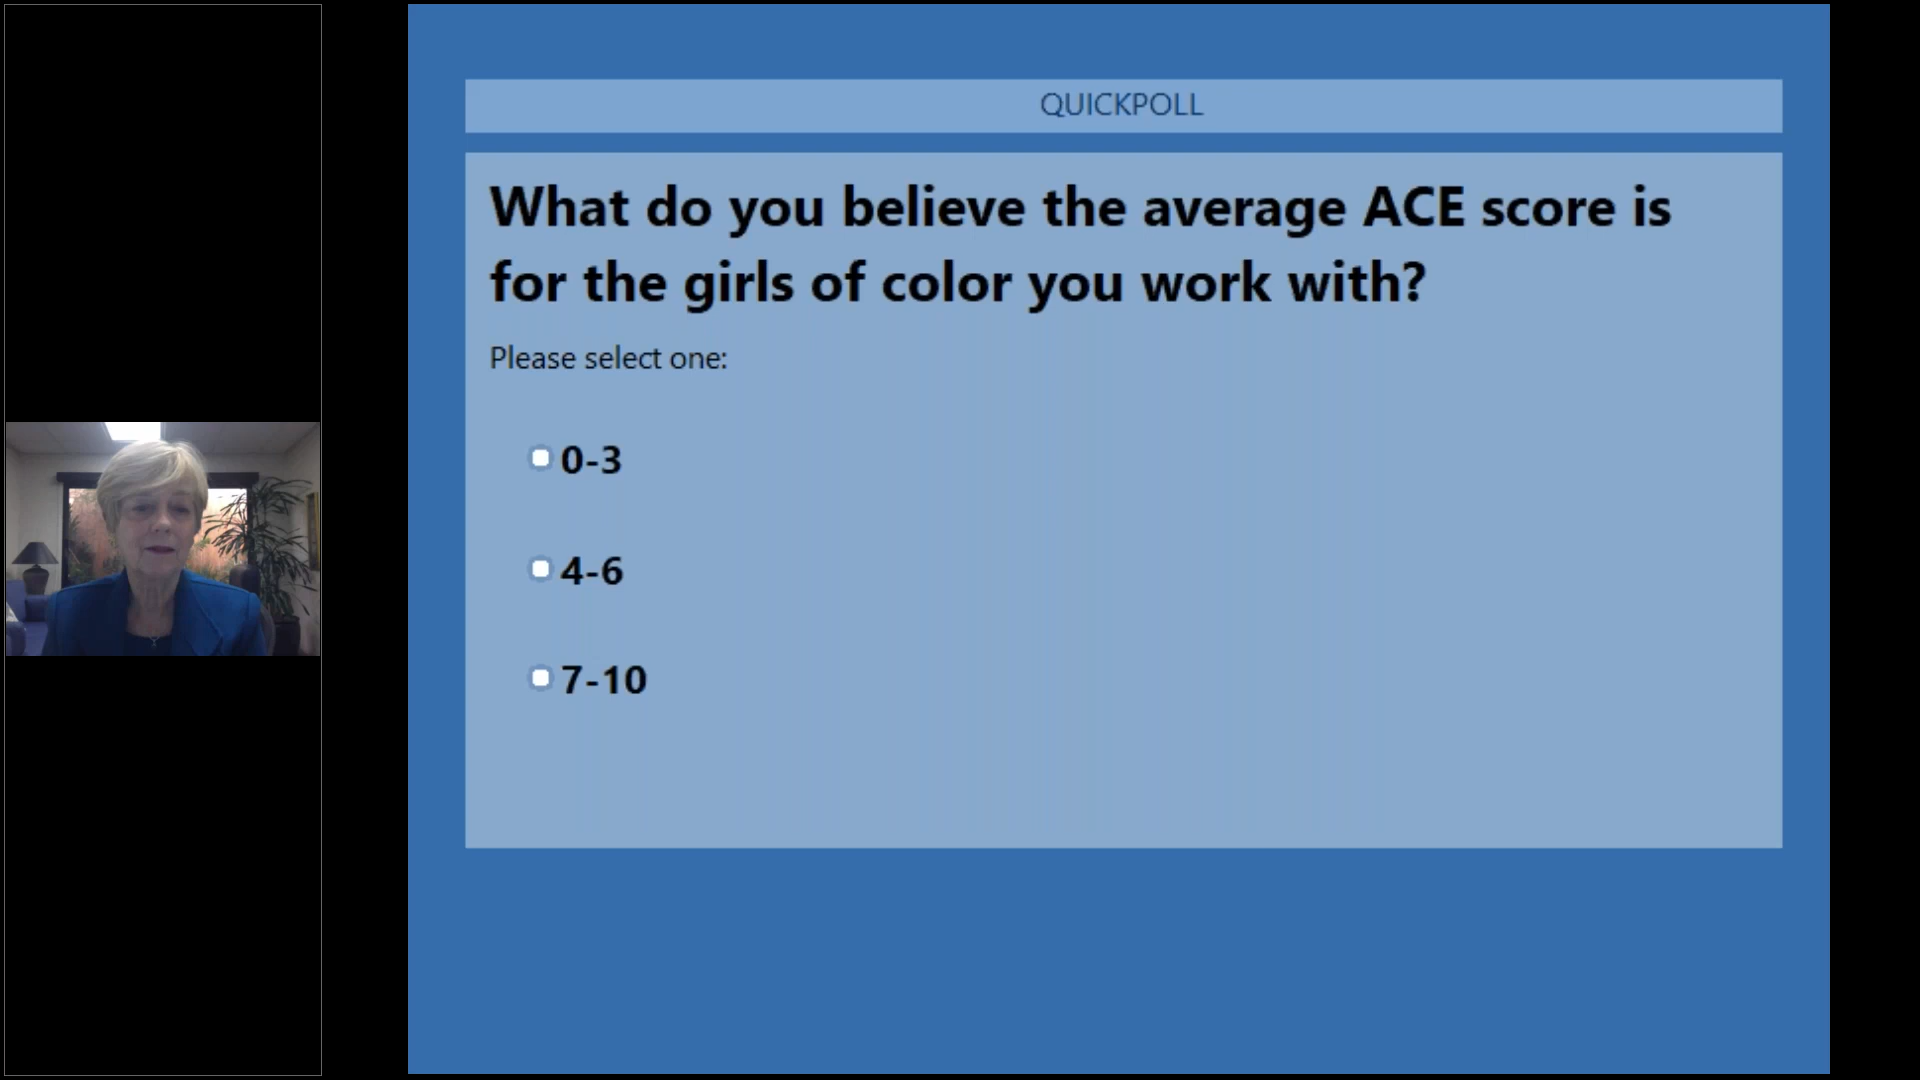 QUICKPOLL
What do you believe the average ACE score is
for the girls of color you work with?
Please select one:
0-3
4-6
7-10